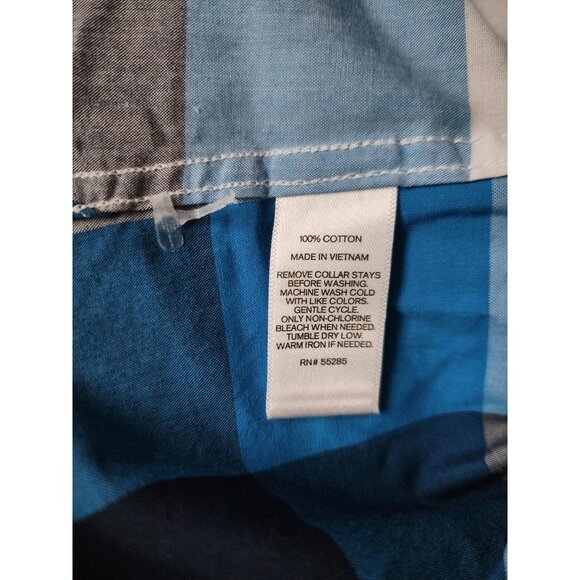 100% COTTON
MADE IN VIETNAM
REMOVE COLLAR STAYS
BEFORE WASHING.
MACHINE WASH COLD
WITH LIKE COLORS.
GENTLE CYCLE.
ONLY NON-CHLORINE
BLEACH WHEN NEEDED.
TUMBLE DRY LOW
WARM IRON IF NEEDED.
RN# 55285